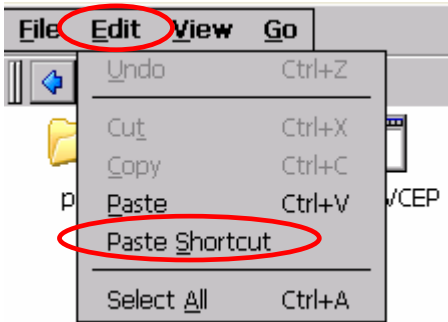 File Edit View Go
Undo Ctrl+Z
Cut Ctrl+X
Copy Ctrl+C
p
Paste Ctrl+V
VCEP
Paste Shortcut
Select All Ctrl+A